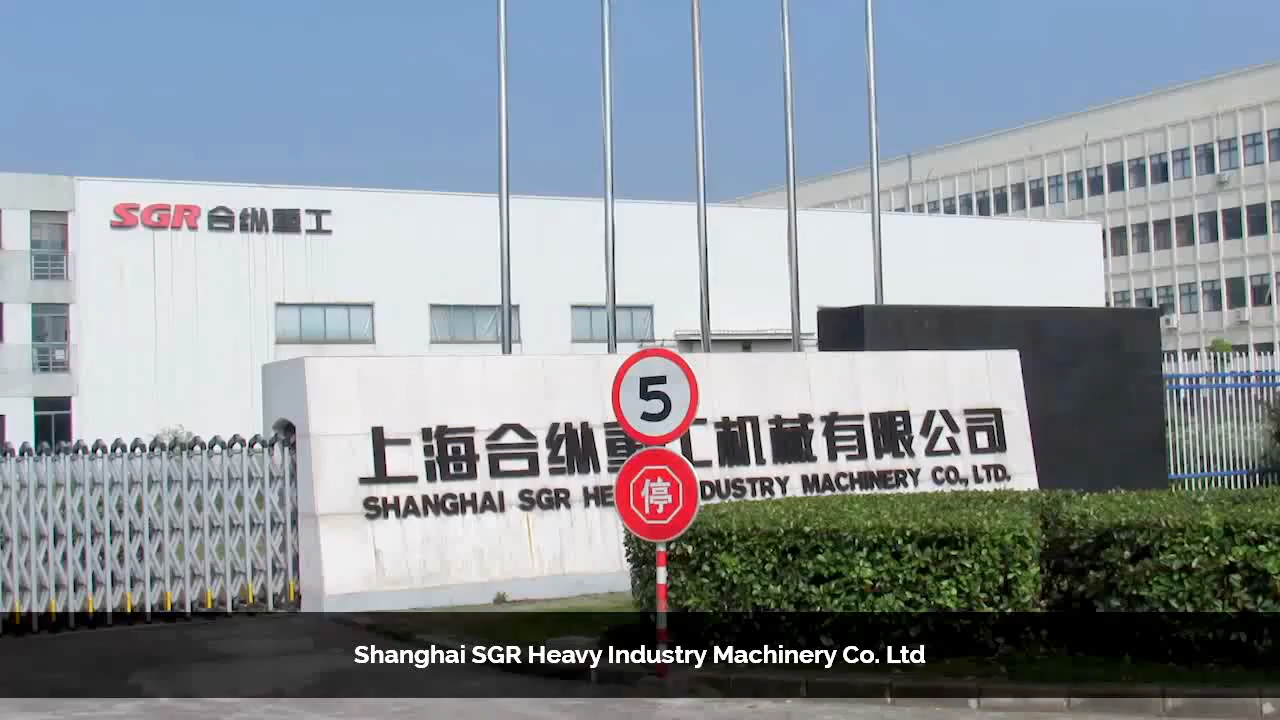 SGR 合纵重工
5
上海合纵重工机械有限公司
停
SHANGHAI SGR HE DUSTRY MACHINERY CO., LTD.
Shanghai SGR Heavy Industry Machinery Co. Ltd